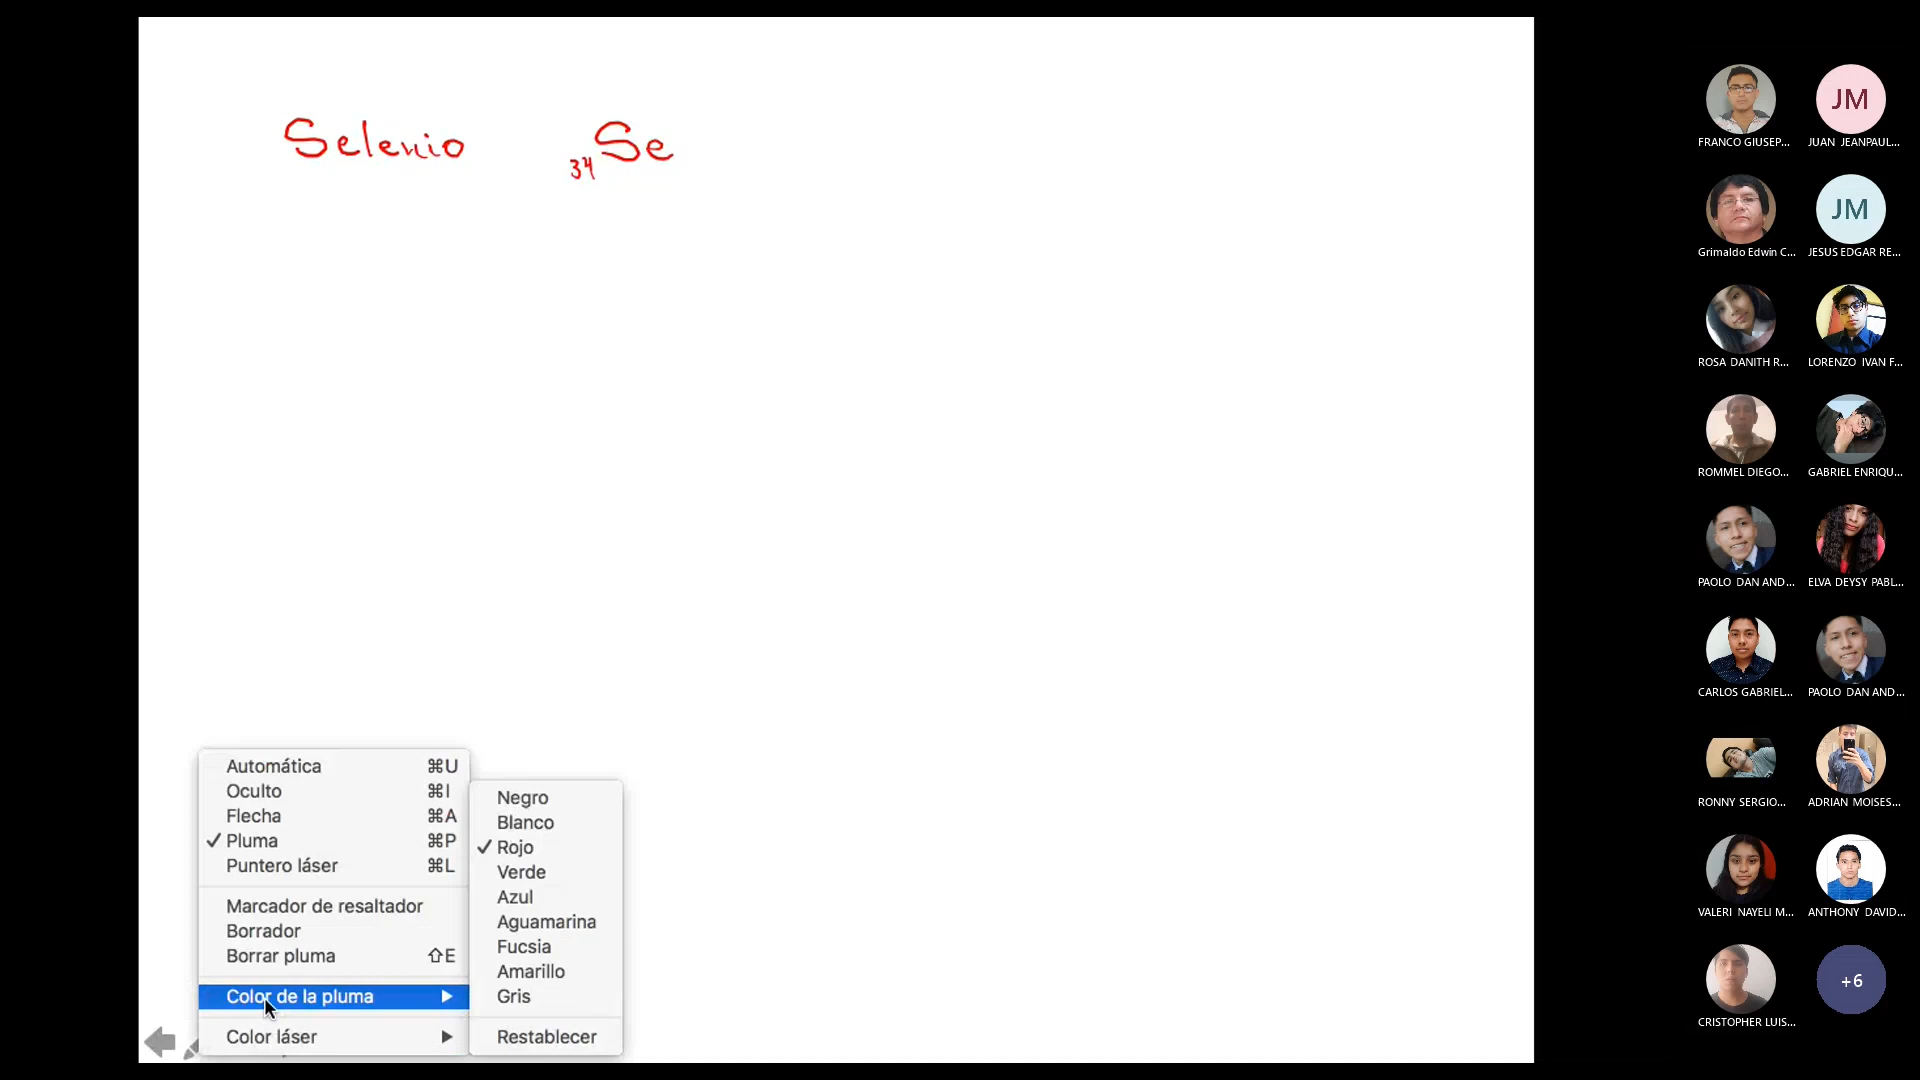 Selenio 34Se
Automática ⌘U
Oculto ⌘I
Flecha ⌘A
✓ Pluma ⌘P
Puntero láser ⌘L
Marcador de resaltador
Borrador
Borrar pluma ⇧E
Color de la pluma ▶
Color láser ▶
Negro
Blanco
✓ Rojo
Verde
Azul
Aguamarina
Fucsia
Amarillo
Gris
Restablecer
JM
FRANCO GIUSEP... JUAN JEANPAUL...
JM
Grimaldo Edwin C... JESUS EDGAR RE...
ROSA DANITH R... LORENZO IVAN F...
ROMMEL DIEGO... GABRIEL ENRIQU...
PAOLO DAN AND... ELVA DEYSY PABL...
CARLOS GABRIEL... PAOLO DAN AND...
RONNY SERGIO... ADRIAN MOISES...
VALERI NAYELI M... ANTHONY DAVID...
+6
CRISTOPHER LUIS...